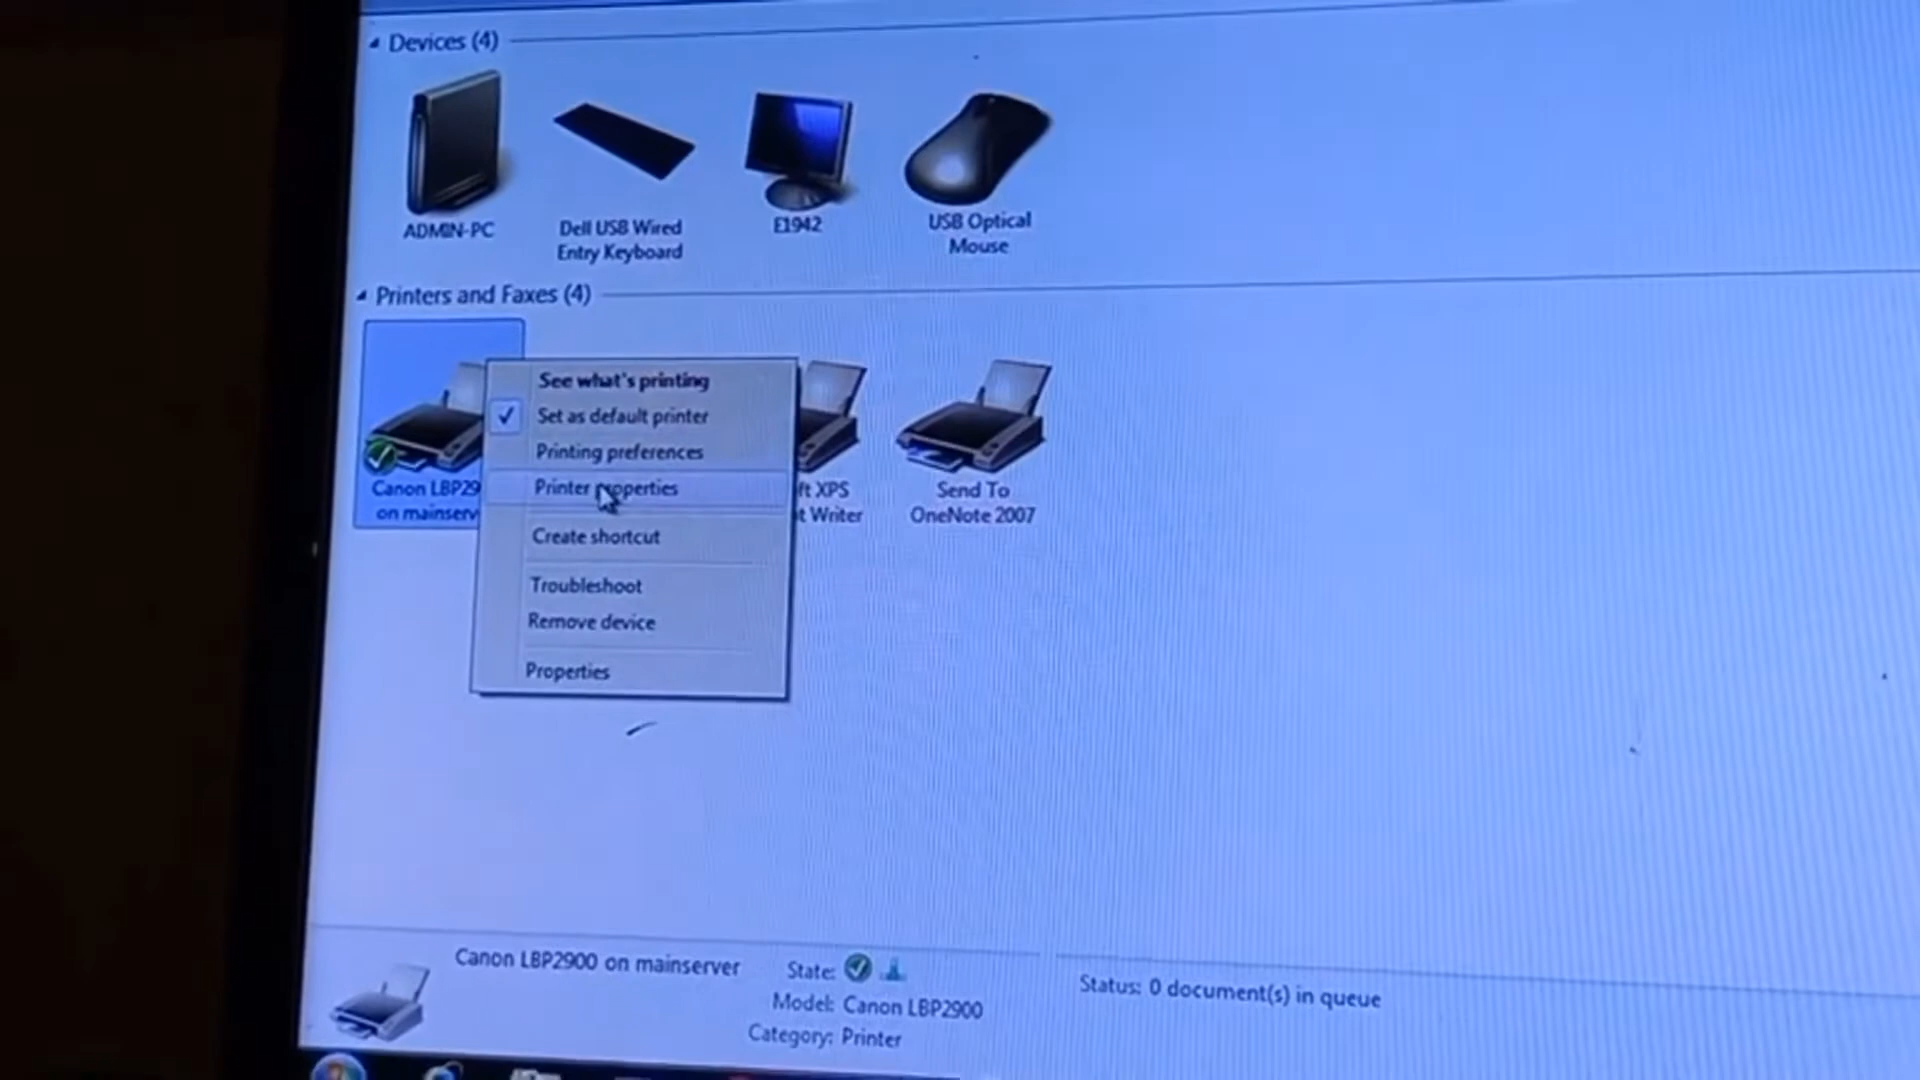 Devices (4)
ADMIN-PC
Dell USB Wired
Entry Keyboard
E1942
USB Optical
Mouse
Printers and Faxes (4)
Canon LBP29
on mainserv
See what's printing
Set as default printer
Printing preferences
Printer properties
Create shortcut
Troubleshoot
Remove device
Properties
ft XPS
t Writer
Send To
OneNote 2007
Canon LBP2900 on mainserver
State:
Model: Canon LBP2900
Category: Printer
Status: 0 document(s) in queue